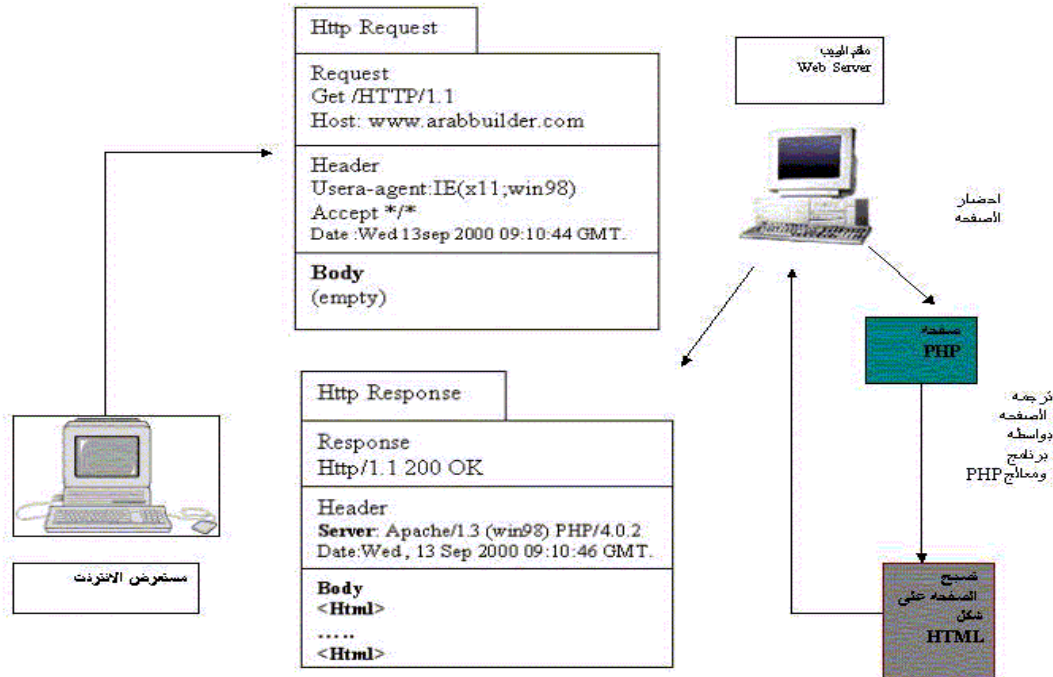 Http Request
Request
Get /HTTP/1.1
Host: www.arabbuilder.com
Header
Usera-agent:IE(x11;win98)
Accept */*
Date :Wed 13sep 2000 09:10:44 GMT.
Body
(empty)
ملقم الويب
Web Server
احضار
الصفحه
صفحه
PHP
ترجمه
الصفحه
بواسطه
برنامج
ومعالج PHP
تصبح
الصفحه على
شكل
HTML
Http Response
Response
Http/1.1 200 OK
Header
Server: Apache/1.3 (win98) PHP/4.0.2
Date:Wed, 13 Sep 2000 09:10:46 GMT.
Body
<Html>
.....
<Html>
مستعرض الانترنت